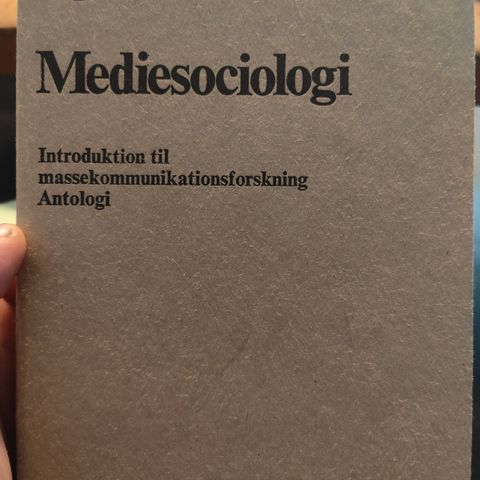 Mediesociologi
Introduktion til
massekommunikationsforskning
Antologi